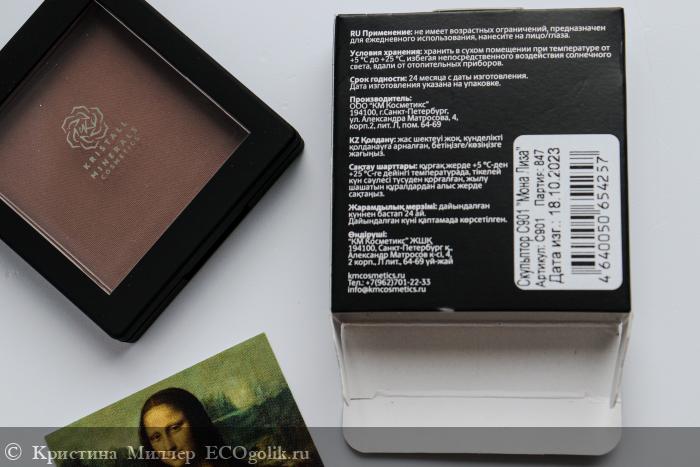 KRISTALL
MINERALS
COSMETICS
RU Применение: не имеет возрастных ограничений, предназначен
для ежедневного использования, нанесите на лицо/глаза.
Условия хранения: хранить в сухом помещении при температуре от
+5 °C до +25 °C, избегая непосредственного воздействия солнечного
света, вдали от отопительных приборов.
Срок годности: 24 месяца с даты изготовления.
Дата изготовления указана на упаковке.
Производитель:
ООО "КМ Косметикс"
194100, г.Санкт-Петербург,
ул. Александра Матросова, 4,
корп.2, лит. Л, пом. 64-69
KZ Қолдану: жас шектеуі жоқ, күнделікті
қолдануға арналған, бетіңізге/көзіңізге
жағыңыз.
Сақтау шарттары: құрғақ жерде +5 °C-ден
+25 °C-ге дейінгі температурада, тікелей
күн сәулесі түсуден қорғалған, жылу
шашатын құралдардан алыс жерде
сақтаңыз.
Жарамдылық мерзімі: дайындалған
күннен бастап 24 ай.
Дайындалған күні қаптамада көрсетілген.
Өндіруші:
"КМ Косметикс" ЖШҚ
194100, Санкт-Петербург қ.
Александр Матросов к-сі, 4,
2 корп., Л лит., 64-69 үй-жай
kmcosmetics.ru
Тел.: +7(962)701-22-33
info@kmcosmetics.ru
Скульптор C901 "Мона Лиза"
Артикул: C901 Партия: 847
Дата изг.: 18.10.2023
4 640050 654257
© Кристина Миллер ECOgolik.ru